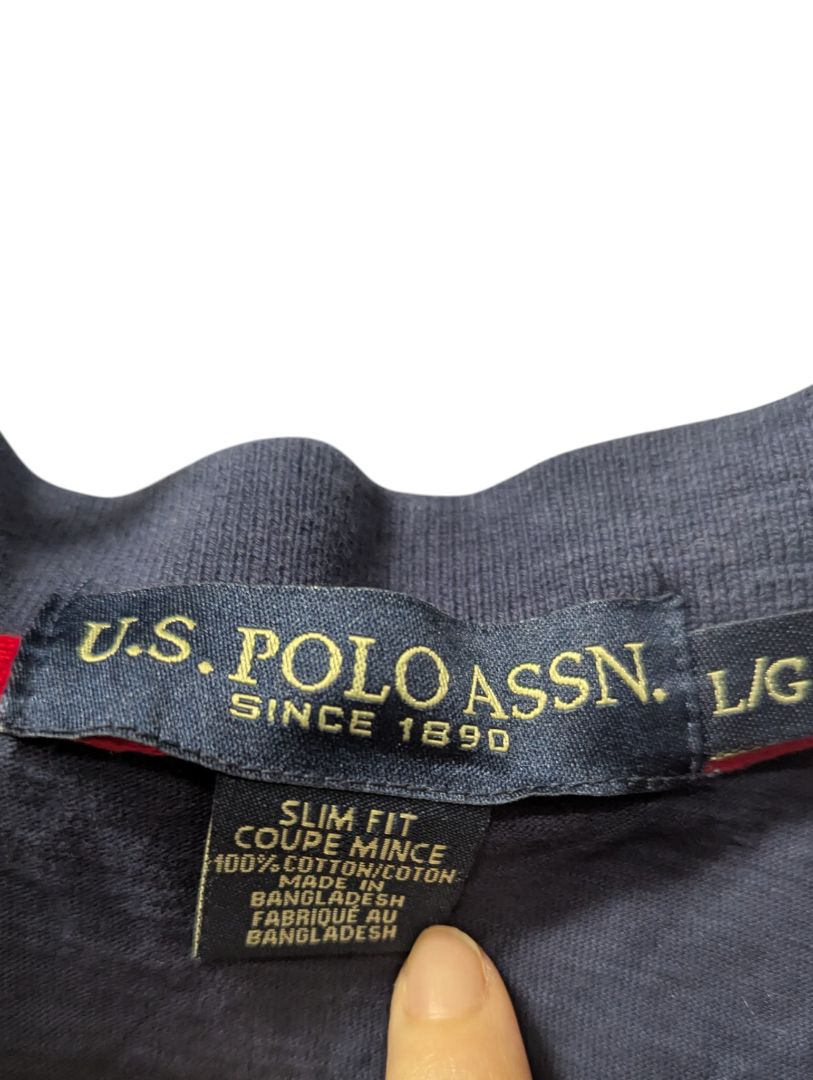 U.S. POLO ASSN.
SINCE 1890
L/G
SLIM FIT
COUPE MINCE
100% COTTON/COTON
MADE IN
BANGLADESH
FABRIQUÉ AU
BANGLADESH